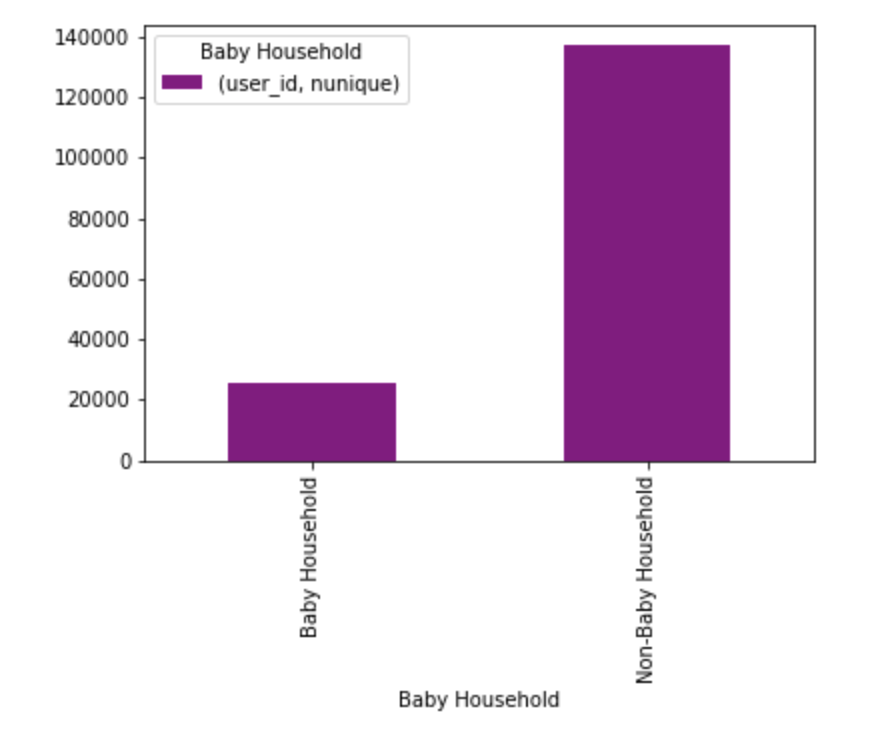 140000
120000
100000
80000
60000
40000
20000
0
Baby Household
(user_id, nunique)
Baby Household
Non-Baby Household
Baby Household